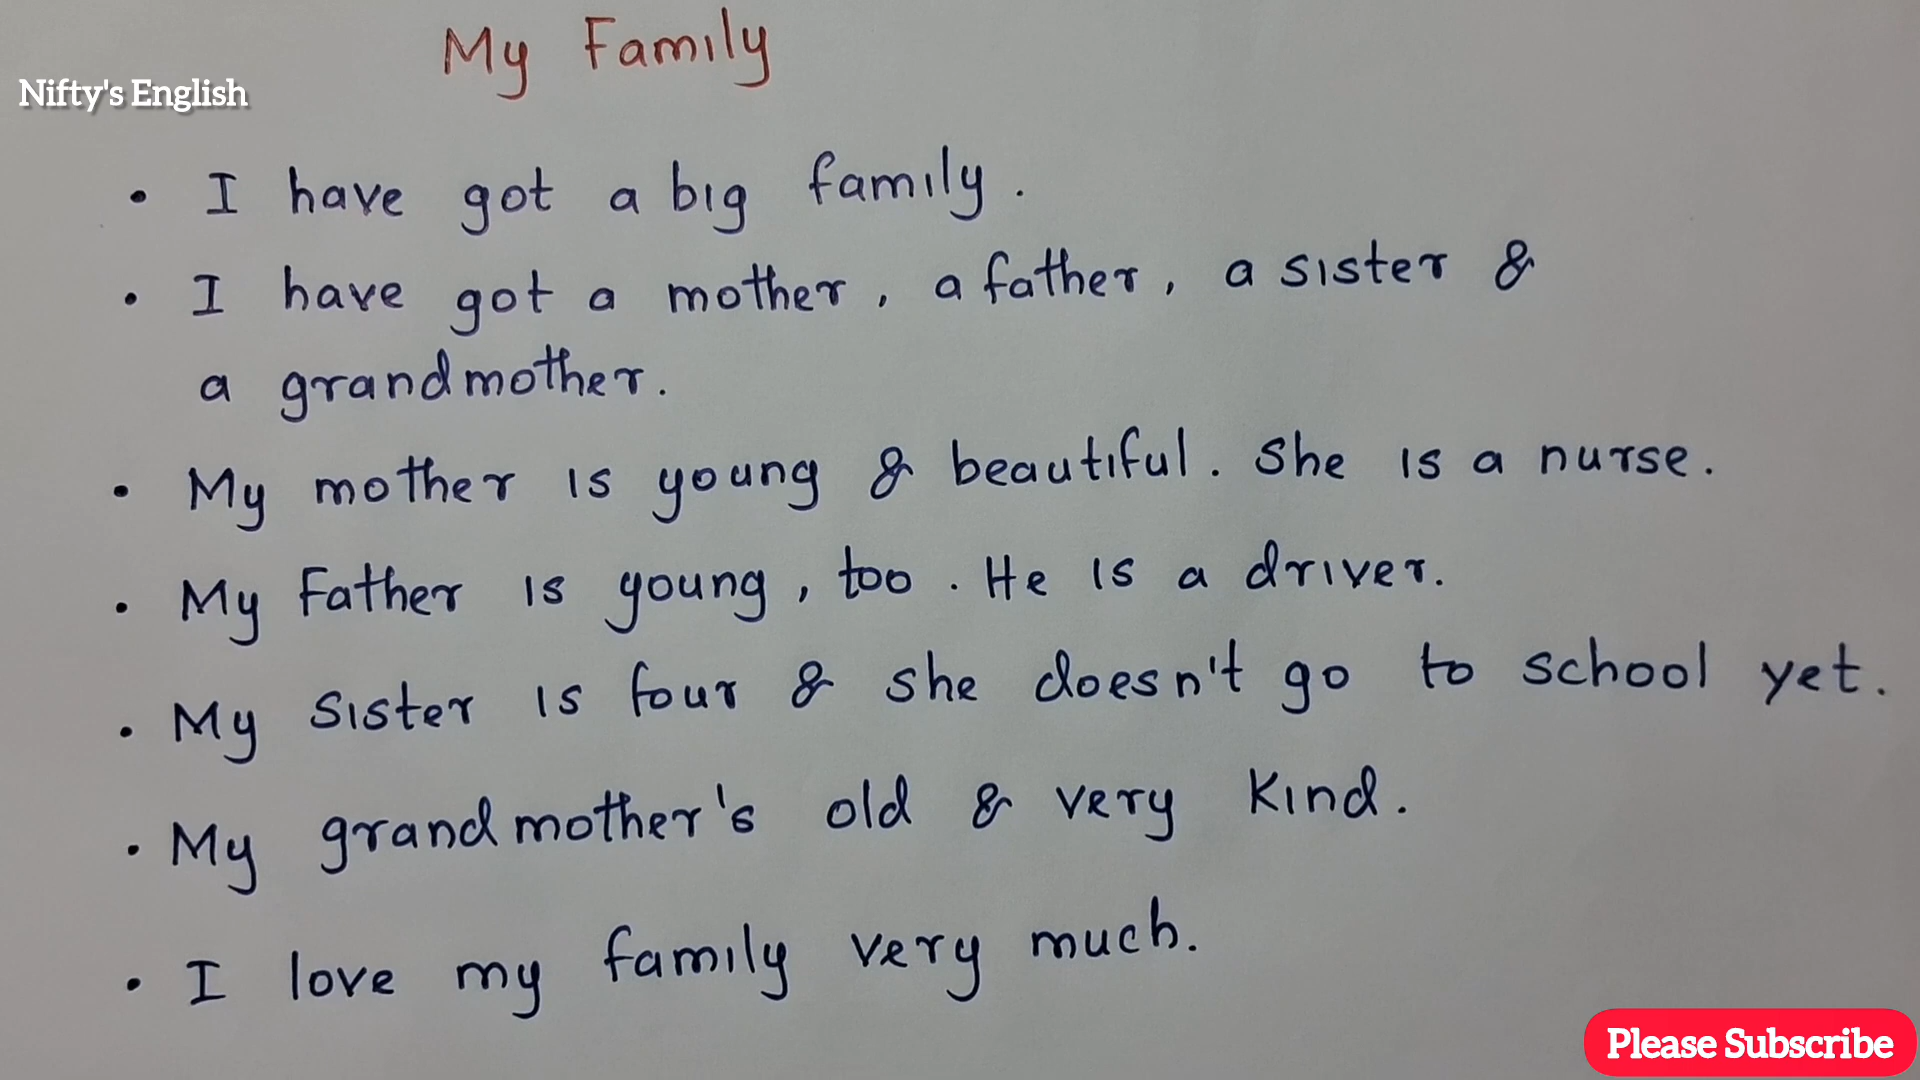 My Family
Nifty's English
• I have got a big family.
• I have got a mother, a father, a sister &
a grandmother.
• My mother is young & beautiful. She is a nurse.
• My Father is young, too. He is a driver.
• My Sister is four & she doesn't go to school yet.
• My grandmother's old & very kind.
• I love my family very much.
Please Subscribe